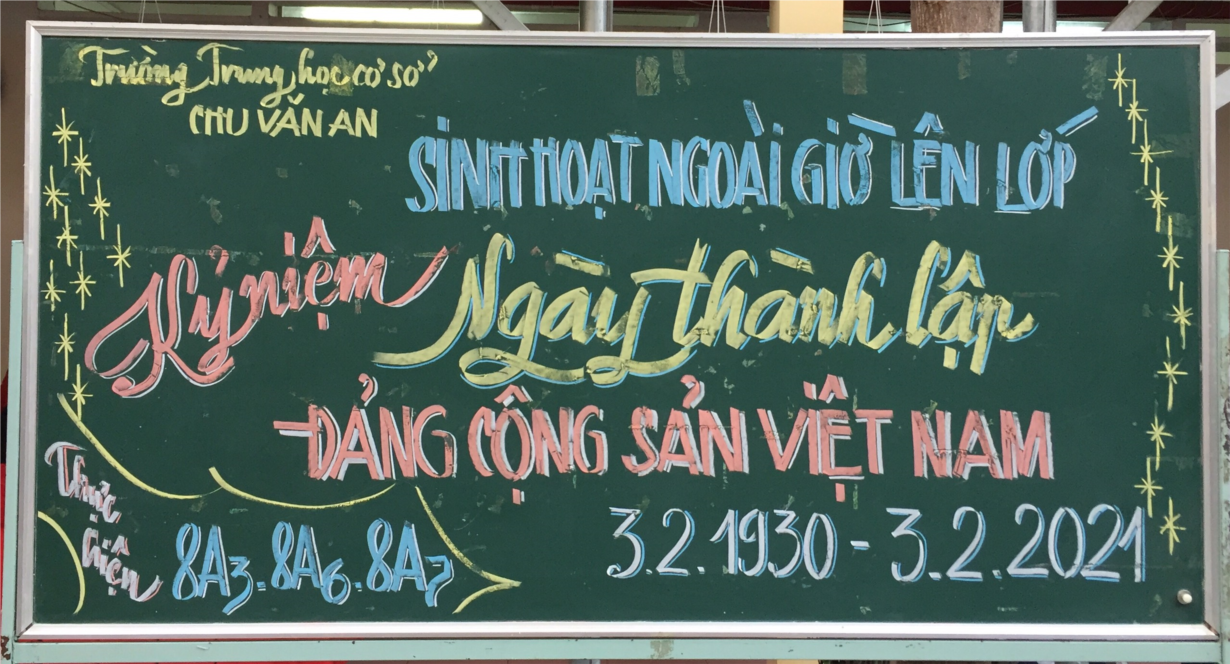 Trường Trung học cơ sở
CHU VĂN AN
SINH HOẠT NGOÀI GIỜ LÊN LỚP
Kỷ niệm Ngày thành lập
ĐẢNG CỘNG SẢN VIỆT NAM
3.2.1930 - 3.2.2021
Thực hiện
8A3. 8A6. 8A7